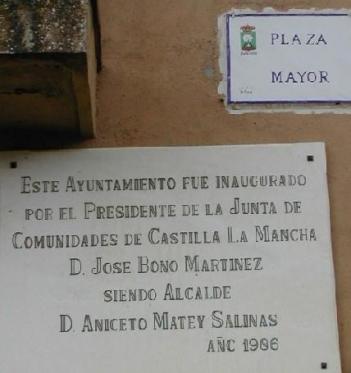 PLAZA
MAYOR
ESTE AYUNTAMIENTO FUE INAUGURADO
POR EL PRESIDENTE DE LA JUNTA DE
COMUNIDADES DE CASTILLA LA MANCHA
D. JOSE BONO MARTINEZ
SIENDO ALCALDE
D. ANICETO MATEY SALINAS
AÑO 1986